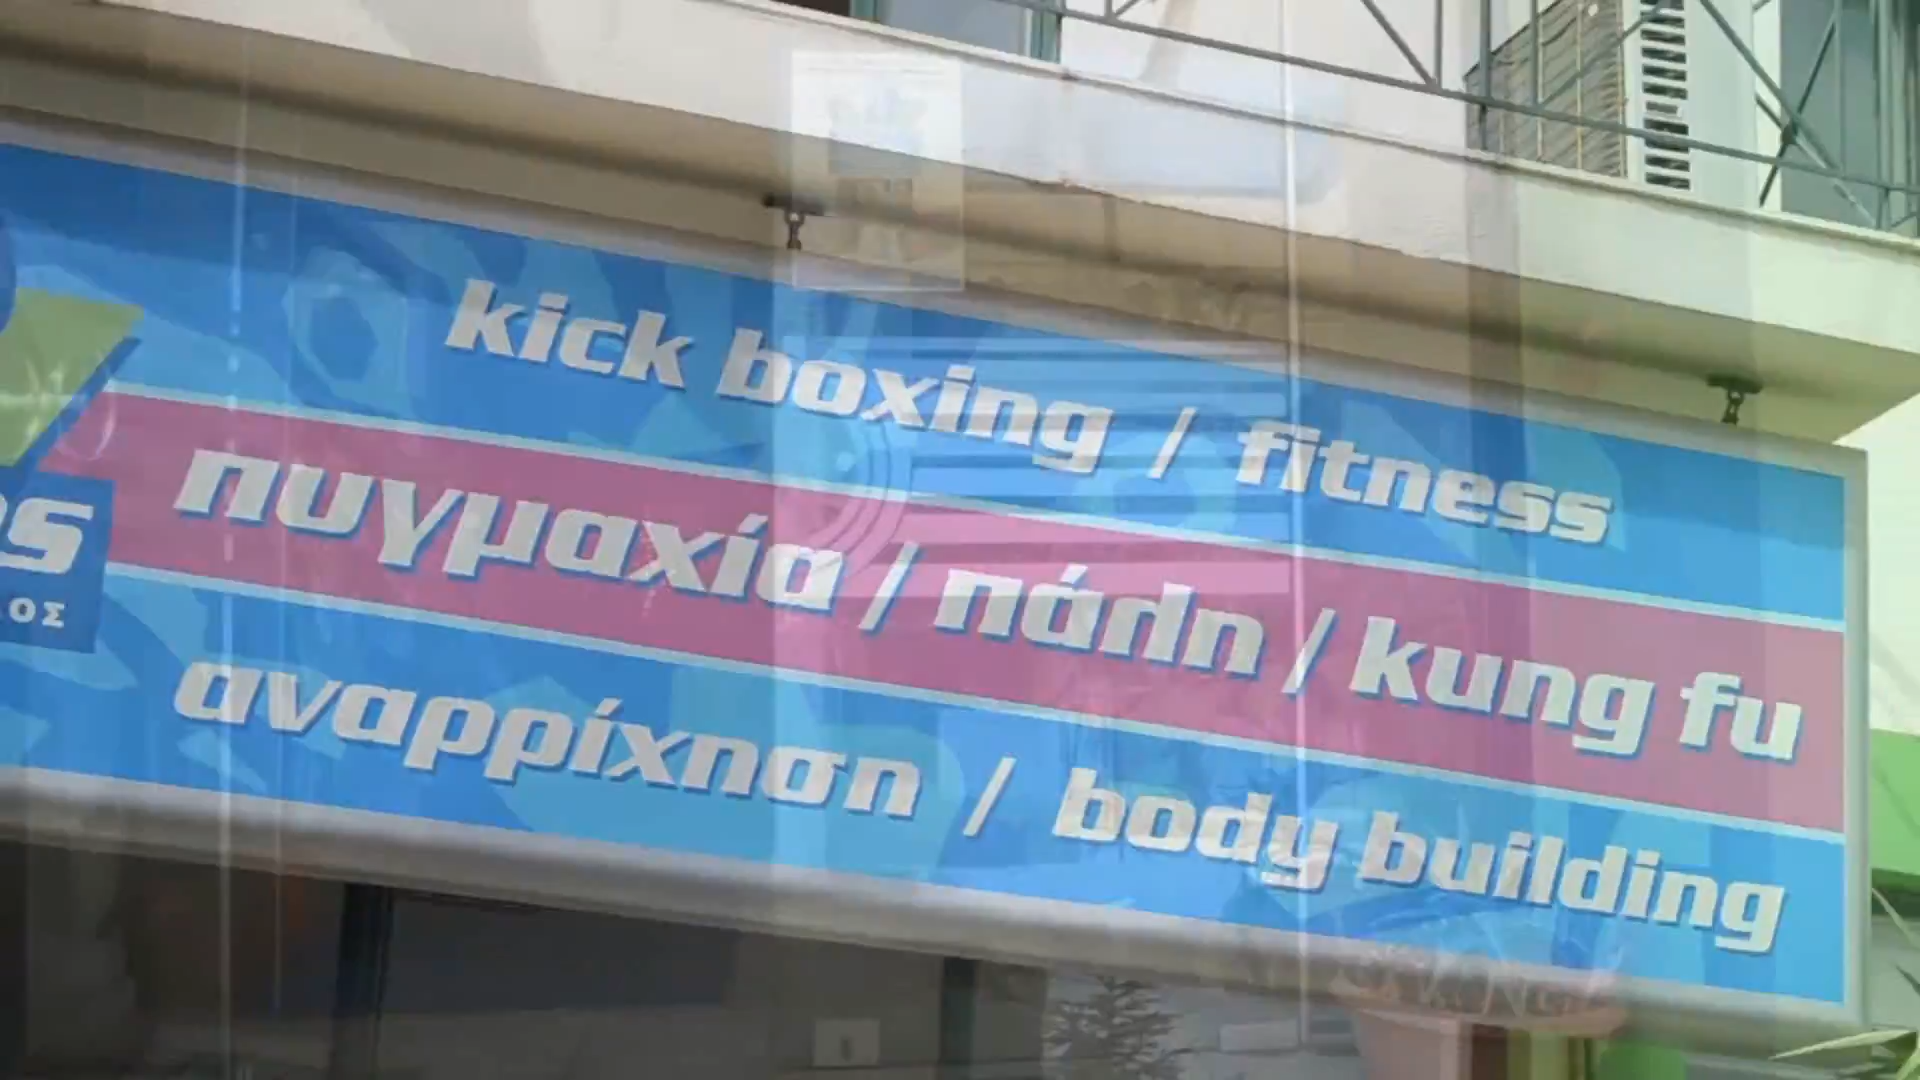 kick boxing / fitness
πυγμαχία / πάλη / kung fu
αναρρίχηση / body building